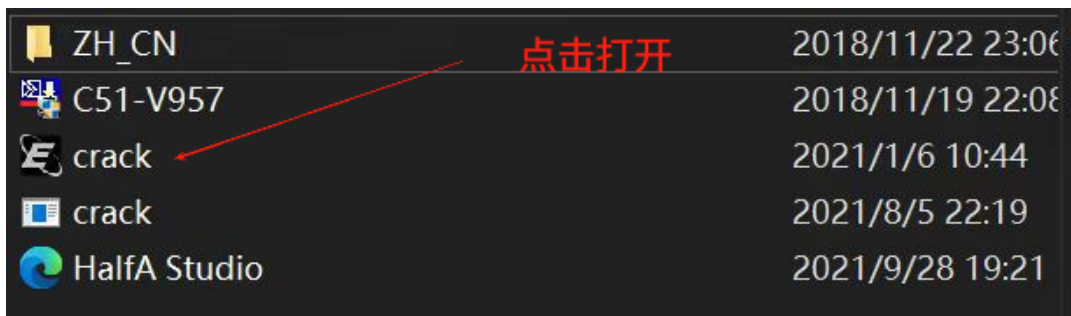 ZH_CN 点击打开 2018/11/22 23:06
C51-V957 2018/11/19 22:08
crack 2021/1/6 10:44
crack 2021/8/5 22:19
HalfA Studio 2021/9/28 19:21